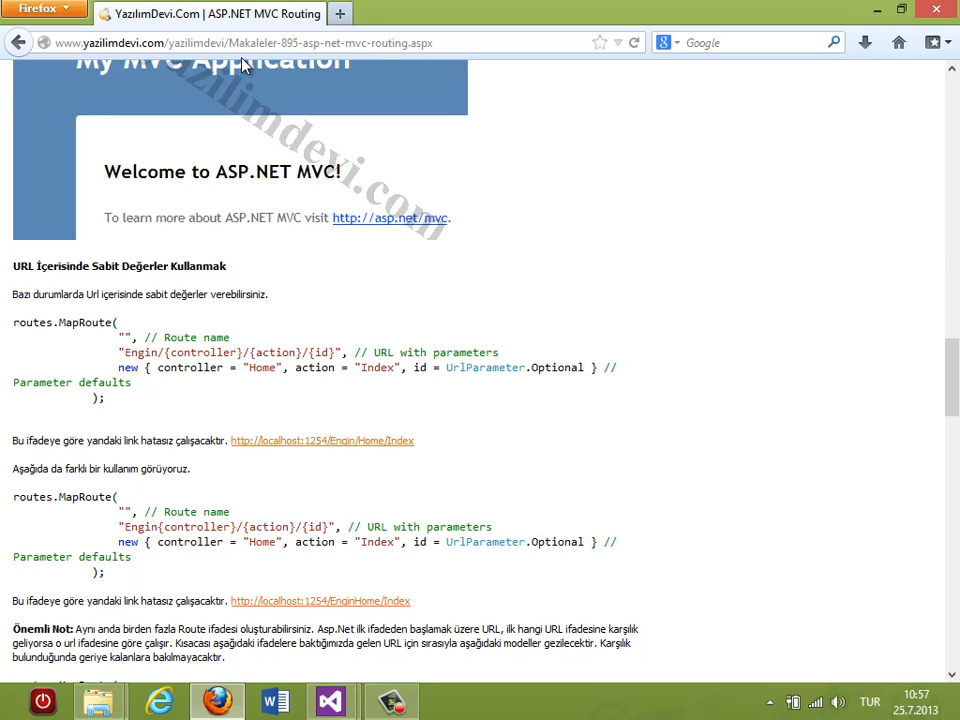 Firefox
YazılımDevi.Com | ASP.NET MVC Routing
www.yazilimdevi.com/yazilimdevi/Makaleler-895-asp-net-mvc-routing.aspx
Google
My MVC Application
www.yazilimdevi.com
Welcome to ASP.NET MVC!
To learn more about ASP.NET MVC visit http://asp.net/mvc.
URL İçerisinde Sabit Değerler Kullanmak
Bazı durumlarda Url içerisinde sabit değerler verebilirsiniz.
routes.MapRoute(
"", // Route name
"Engin/{controller}/{action}/{id}", // URL with parameters
new { controller = "Home", action = "Index", id = UrlParameter.Optional } //
Parameter defaults
);
Bu ifadeye göre yandaki link hatasız çalışacaktır. http://localhost:1254/Engin/Home/Index
Aşağıda da farklı bir kullanım görüyoruz.
routes.MapRoute(
"", // Route name
"Engin{controller}/{action}/{id}", // URL with parameters
new { controller = "Home", action = "Index", id = UrlParameter.Optional } //
Parameter defaults
);
Bu ifadeye göre yandaki link hatasız çalışacaktır. http://localhost:1254/EnginHome/Index
Önemli Not: Aynı anda birden fazla Route ifadesi oluşturabilirsiniz. Asp.Net ilk ifadeden başlamak üzere URL, ilk hangi URL ifadesine karşılık
geliyorsa o url ifadesine göre çalışır. Kısacası aşağıdaki ifadelere baktığımızda gelen URL için sırasıyla aşağıdaki modeller gezilecektir. Karşılık
bulunduğunda geriye kalanlara bakılmayacaktır.
TUR
10:57
25.7.2013